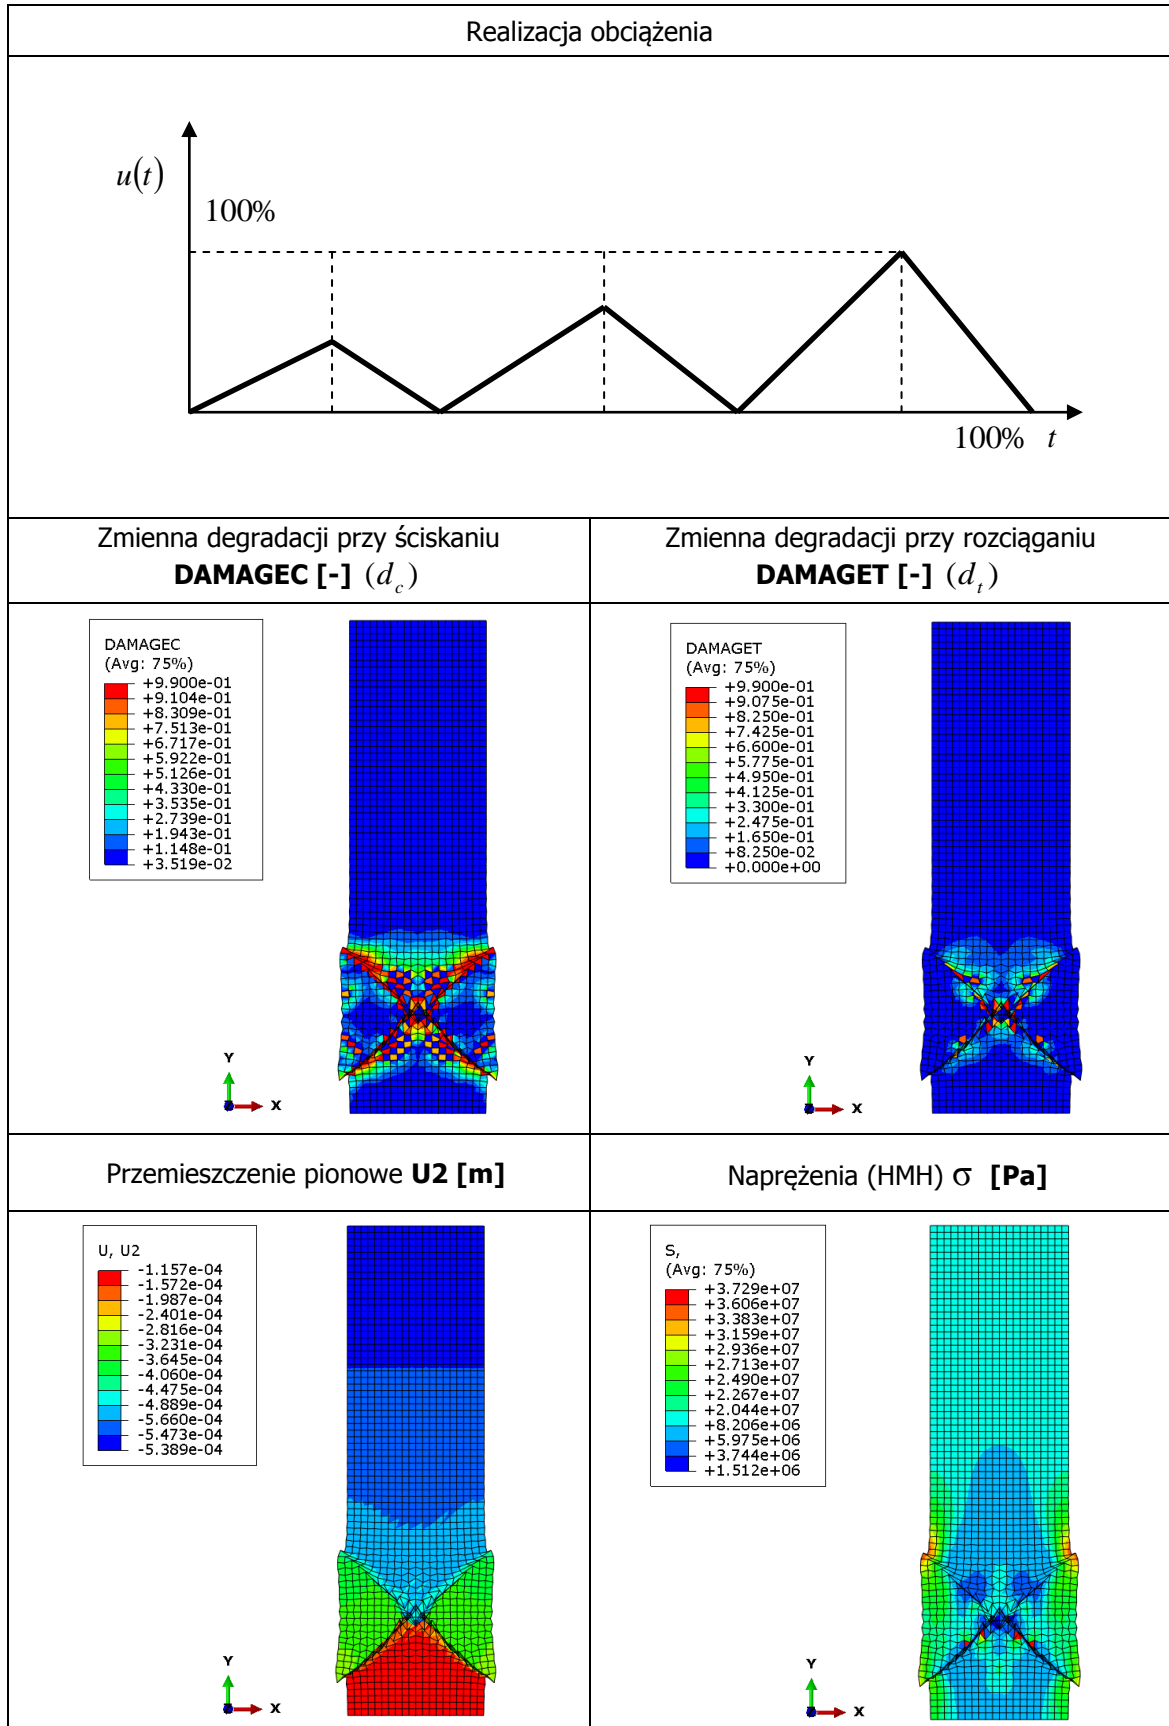 Realizacja obciążenia
u(t)
100%
100% t
Zmienna degradacji przy ściskaniu
DAMAGEC [-] (d_c)
Zmienna degradacji przy rozciąganiu
DAMAGET [-] (d_t)
DAMAGEC
(Avg: 75%)
+9.900e-01
+9.104e-01
+8.309e-01
+7.513e-01
+6.717e-01
+5.922e-01
+5.126e-01
+4.330e-01
+3.535e-01
+2.739e-01
+1.943e-01
+1.148e-01
+3.519e-02
Y
X
DAMAGET
(Avg: 75%)
+9.900e-01
+9.075e-01
+8.250e-01
+7.425e-01
+6.600e-01
+5.775e-01
+4.950e-01
+4.125e-01
+3.300e-01
+2.475e-01
+1.650e-01
+8.250e-02
+0.000e+00
Y
X
Przemieszczenie pionowe U2 [m]
Naprężenia (HMH) σ [Pa]
U, U2
-1.157e-04
-1.572e-04
-1.987e-04
-2.401e-04
-2.816e-04
-3.231e-04
-3.645e-04
-4.060e-04
-4.475e-04
-4.889e-04
-5.660e-04
-5.473e-04
-5.389e-04
Y
X
S,
(Avg: 75%)
+3.729e+07
+3.606e+07
+3.383e+07
+3.159e+07
+2.936e+07
+2.713e+07
+2.490e+07
+2.267e+07
+2.044e+07
+8.206e+06
+5.975e+06
+3.744e+06
+1.512e+06
Y
X